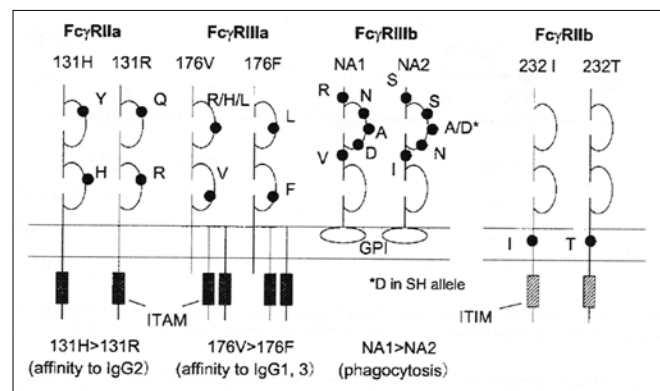 FcγRIIa FcγRIIIa FcγRIIIb FcγRIIb
131H 131R 176V 176F NA1 NA2 232 I 232T
Y Q R/H/L L R N A D V S S A/D* N I
H R V F
GPI
I T
*D in SH allele
ITAM ITIM
131H>131R 176V>176F NA1>NA2
(affinity to IgG2) (affinity to IgG1, 3) (phagocytosis)